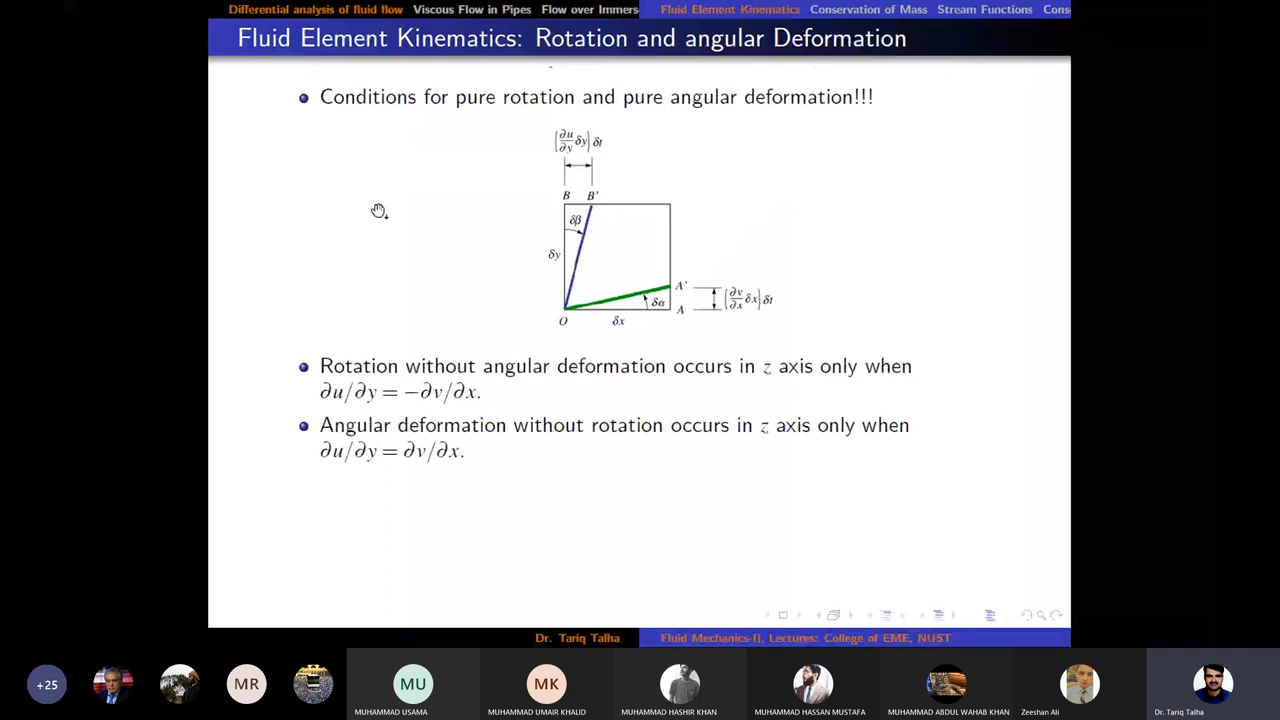 Differential analysis of fluid flow Viscous Flow in Pipes Flow over Immers Fluid Element Kinematics Conservation of Mass Stream Functions Cons
Fluid Element Kinematics: Rotation and angular Deformation
Conditions for pure rotation and pure angular deformation!!!
(∂u/∂y δy) δt
B B'
δβ
δy
A'
δα
(∂v/∂x δx) δt
A
O
δx
Rotation without angular deformation occurs in z axis only when
∂u/∂y = −∂v/∂x.
Angular deformation without rotation occurs in z axis only when
∂u/∂y = ∂v/∂x.
Dr. Tariq Talha Fluid Mechanics-II, Lectures: College of EME, NUST
+25 MR MU MK
MUHAMMAD USAMA MUHAMMAD UMAIR KHALID MUHAMMAD HASHIR KHAN MUHAMMAD HASSAN MUSTAFA MUHAMMAD ABDUL WAHAB KHAN Zeeshan Ali Dr. Tariq Talha